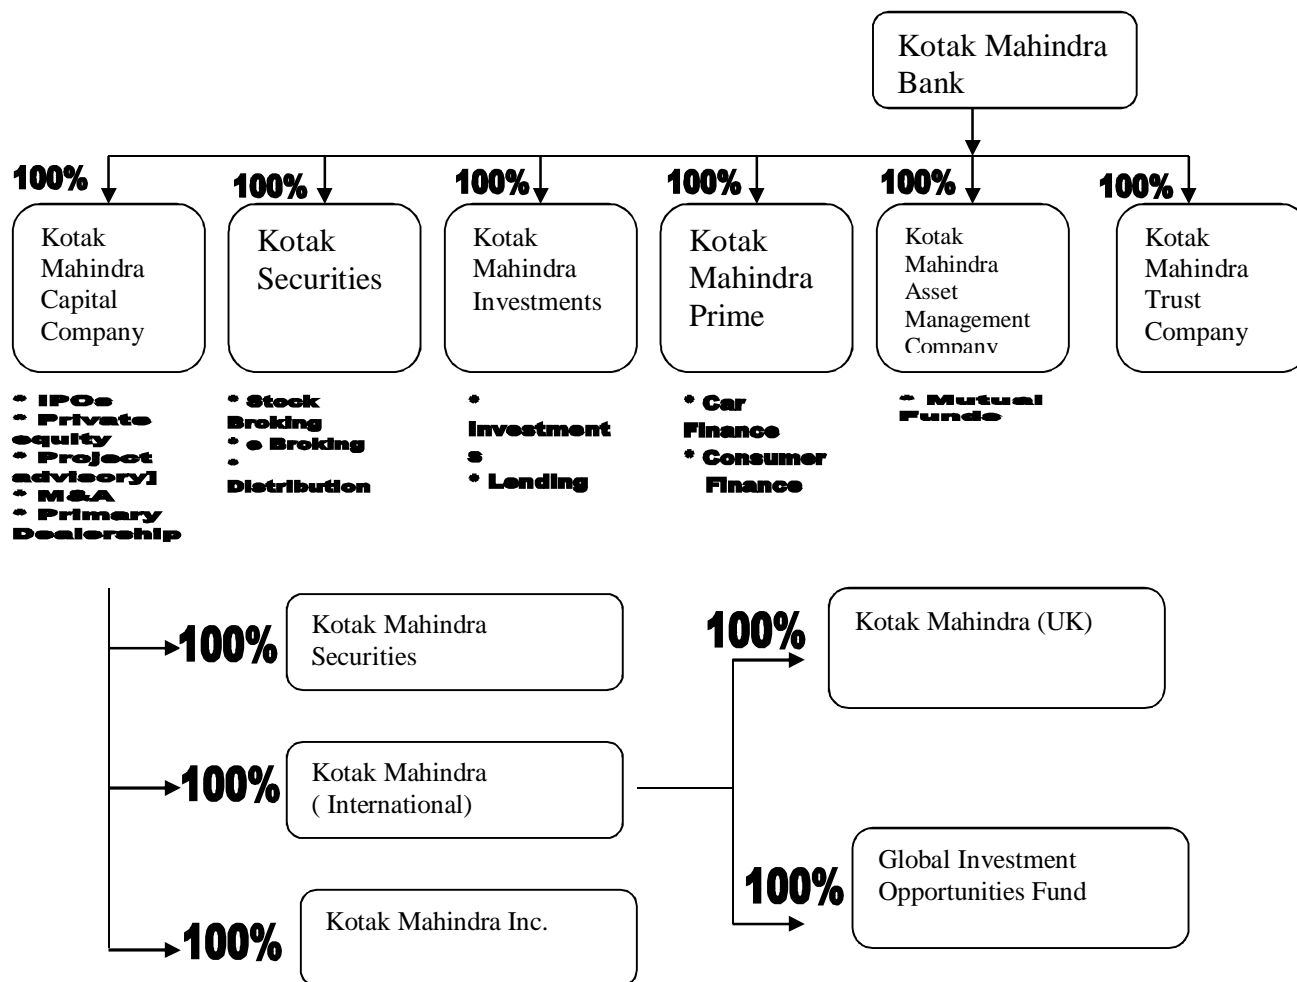 Kotak Mahindra
Bank
100%
100%
100%
100%
100%
100%
Kotak
Mahindra
Capital
Company
Kotak
Securities
Kotak
Mahindra
Investments
Kotak
Mahindra
Prime
Kotak
Mahindra
Asset
Management
Company
Kotak
Mahindra
Trust
Company
* IPOs
* Private
equity
* Project
advisory]
* M&A
* Primary
Dealership
* Stock
Broking
* e Broking
*
Distribution
*
Investment
s
* Lending
* Car
Finance
* Consumer
Finance
* Mutual
Funds
100%
Kotak Mahindra
Securities
100%
Kotak Mahindra (UK)
100%
Kotak Mahindra
( International)
100%
Global Investment
Opportunities Fund
100%
Kotak Mahindra Inc.